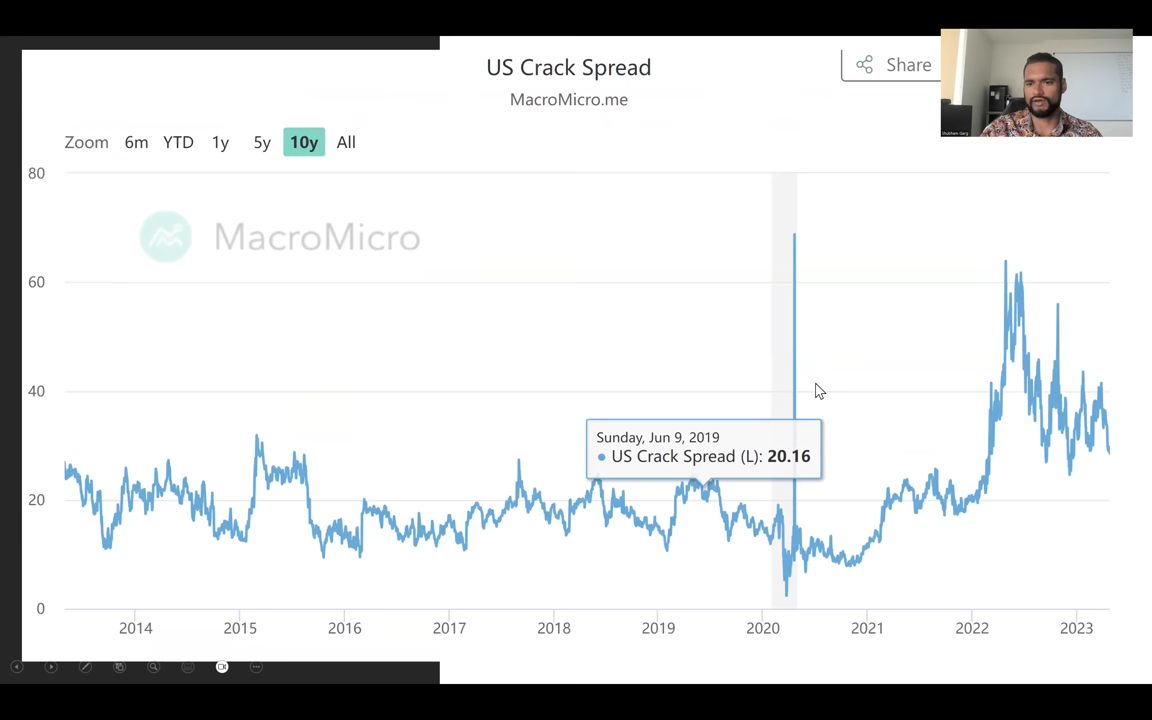 US Crack Spread
MacroMicro.me
Share
Shubham Garg
Zoom 6m YTD 1y 5y 10y All
80
MacroMicro
60
40
Sunday, Jun 9, 2019
US Crack Spread (L): 20.16
20
0
2014 2015 2016 2017 2018 2019 2020 2021 2022 2023